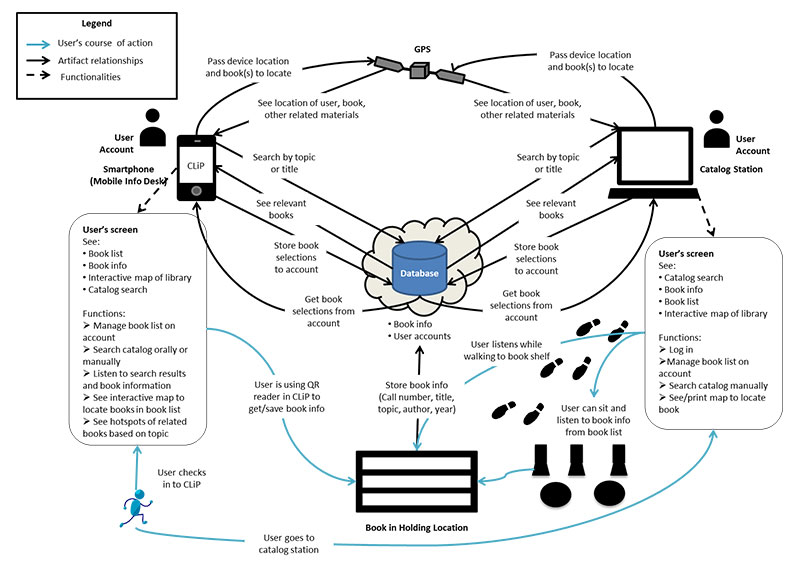 Legend
User's course of action
Artifact relationships
Functionalities
GPS
Pass device location
and book(s) to locate
Pass device location
and book(s) to locate
See location of user, book,
other related materials
See location of user, book,
other related materials
User
Account
User
Account
CLiP
Smartphone
(Mobile Info Desk)
Catalog Station
Search by topic
or title
Search by topic
or title
See relevant
books
See relevant
books
Store book
selections
to account
Store book
selections
to account
Database
Get book
selections from
account
Get book
selections from
account
• Book info
• User accounts
User's screen
See:
• Book list
• Book info
• Interactive map of library
• Catalog search
Functions:
➢ Manage book list on
account
➢ Search catalog orally or
manually
➢ Listen to search results
and book information
➢ See interactive map to
locate books in book list
➢ See hotspots of related
books based on topic
User's screen
See:
• Catalog search
• Book info
• Book list
• Interactive map of library
Functions:
➢ Log in
➢Manage book list on
account
➢ Search catalog manually
➢ See/print map to locate
book
User listens while
walking to book shelf
User is using QR
reader in CLiP to
get/save book info
Store book info
(Call number, title,
topic, author, year)
User can sit and
listen to book info
from book list
User checks
in to CLiP
Book in Holding Location
User goes to
catalog station